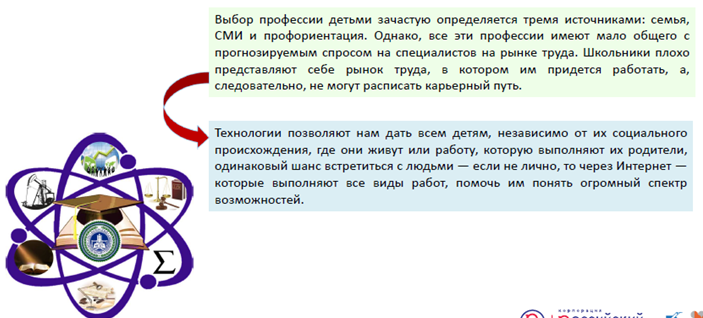 Выбор профессии детьми зачастую определяется тремя источниками: семья,
СМИ и профориентация. Однако, все эти профессии имеют мало общего с
прогнозируемым спросом на специалистов на рынке труда. Школьники плохо
представляют себе рынок труда, в котором им придется работать, а,
следовательно, не могут расписать карьерный путь.
Технологии позволяют нам дать всем детям, независимо от их социального
происхождения, где они живут или работу, которую выполняют их родители,
одинаковый шанс встретиться с людьми — если не лично, то через Интернет —
которые выполняют все виды работ, помочь им понять огромный спектр
возможностей.
Σ
корпорация